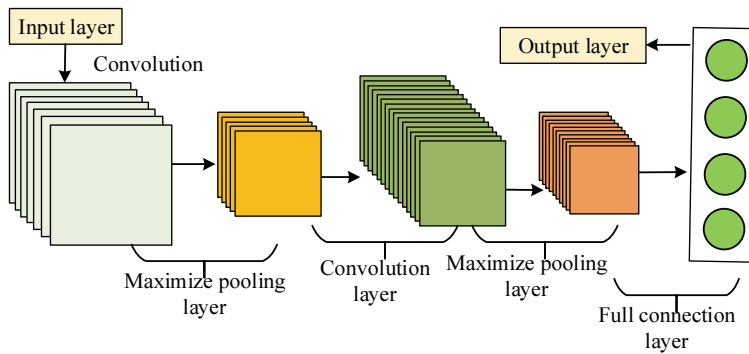 Input layer
Convolution
Output layer
Maximize pooling
layer
Convolution
layer
Maximize pooling
layer
Full connection
layer